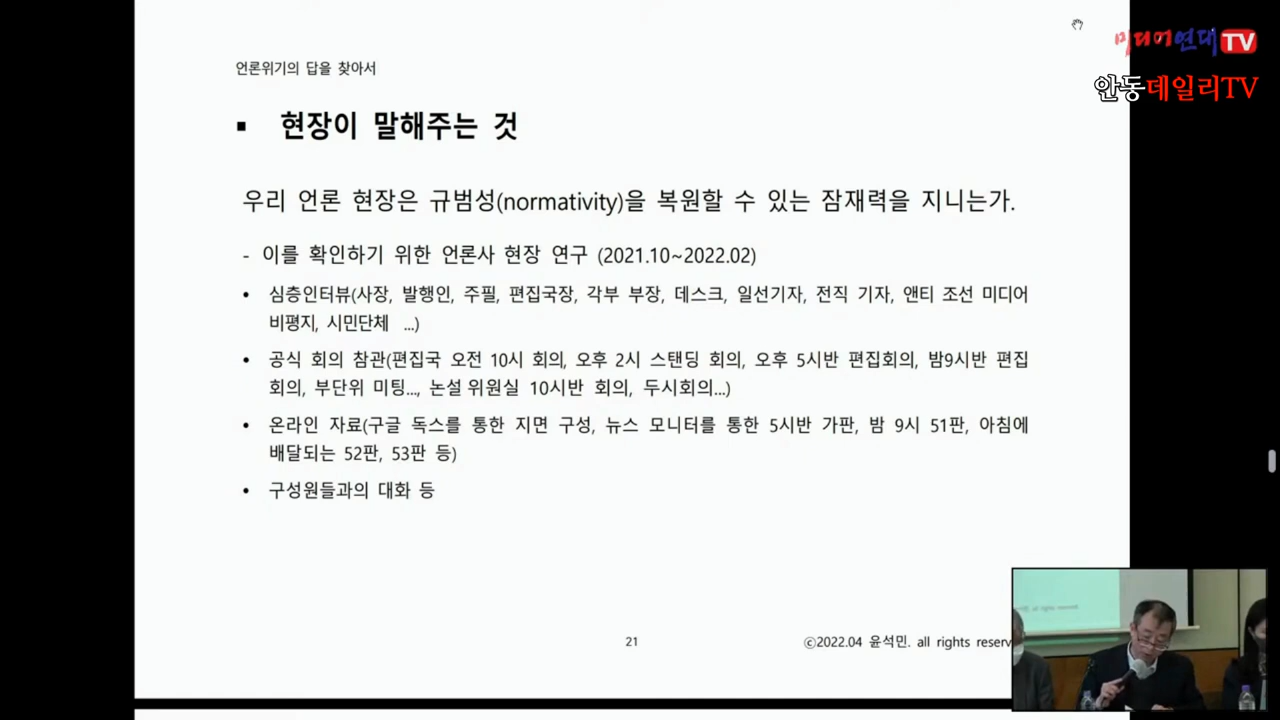 미디어연대TV
안동데일리TV
언론위기의 답을 찾아서
▪ 현장이 말해주는 것
우리 언론 현장은 규범성(normativity)을 복원할 수 있는 잠재력을 지니는가.
- 이를 확인하기 위한 언론사 현장 연구 (2021.10~2022.02)
• 심층인터뷰(사장, 발행인, 주필, 편집국장, 각부 부장, 데스크, 일선기자, 전직 기자, 앤티 조선 미디어
비평지, 시민단체 ...)
• 공식 회의 참관(편집국 오전 10시 회의, 오후 2시 스탠딩 회의, 오후 5시반 편집회의, 밤9시반 편집
회의, 부단위 미팅..., 논설 위원실 10시반 회의, 두시회의...)
• 온라인 자료(구글 독스를 통한 지면 구성, 뉴스 모니터를 통한 5시반 가판, 밤 9시 51판, 아침에
배달되는 52판, 53판 등)
• 구성원들과의 대화 등
21
ⓒ2022.04 윤석민. all rights reserv